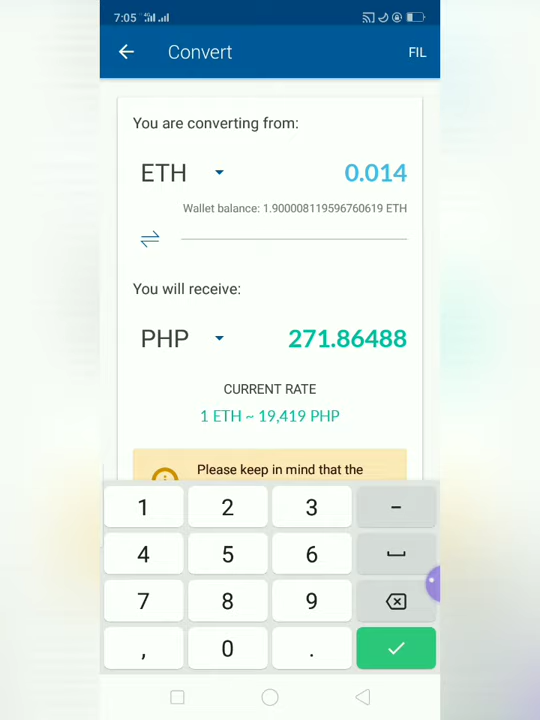 7:05
Convert
FIL
You are converting from:
ETH
0.014
Wallet balance: 1.900008119596760619 ETH
You will receive:
PHP
271.86488
CURRENT RATE
1 ETH ~ 19,419 PHP
Please keep in mind that the
1 2 3 -
4 5 6
7 8 9
, 0 .